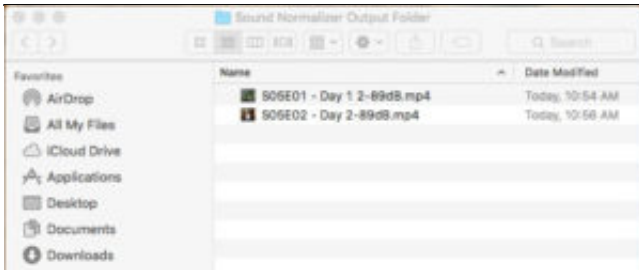 Sound Normalizer Output Folder
Search
Favorites
AirDrop
All My Files
iCloud Drive
Applications
Desktop
Documents
Downloads
Name
Date Modified
S05E01 - Day 1 2-89dB.mp4
Today, 10:54 AM
S05E02 - Day 2-89dB.mp4
Today, 10:56 AM